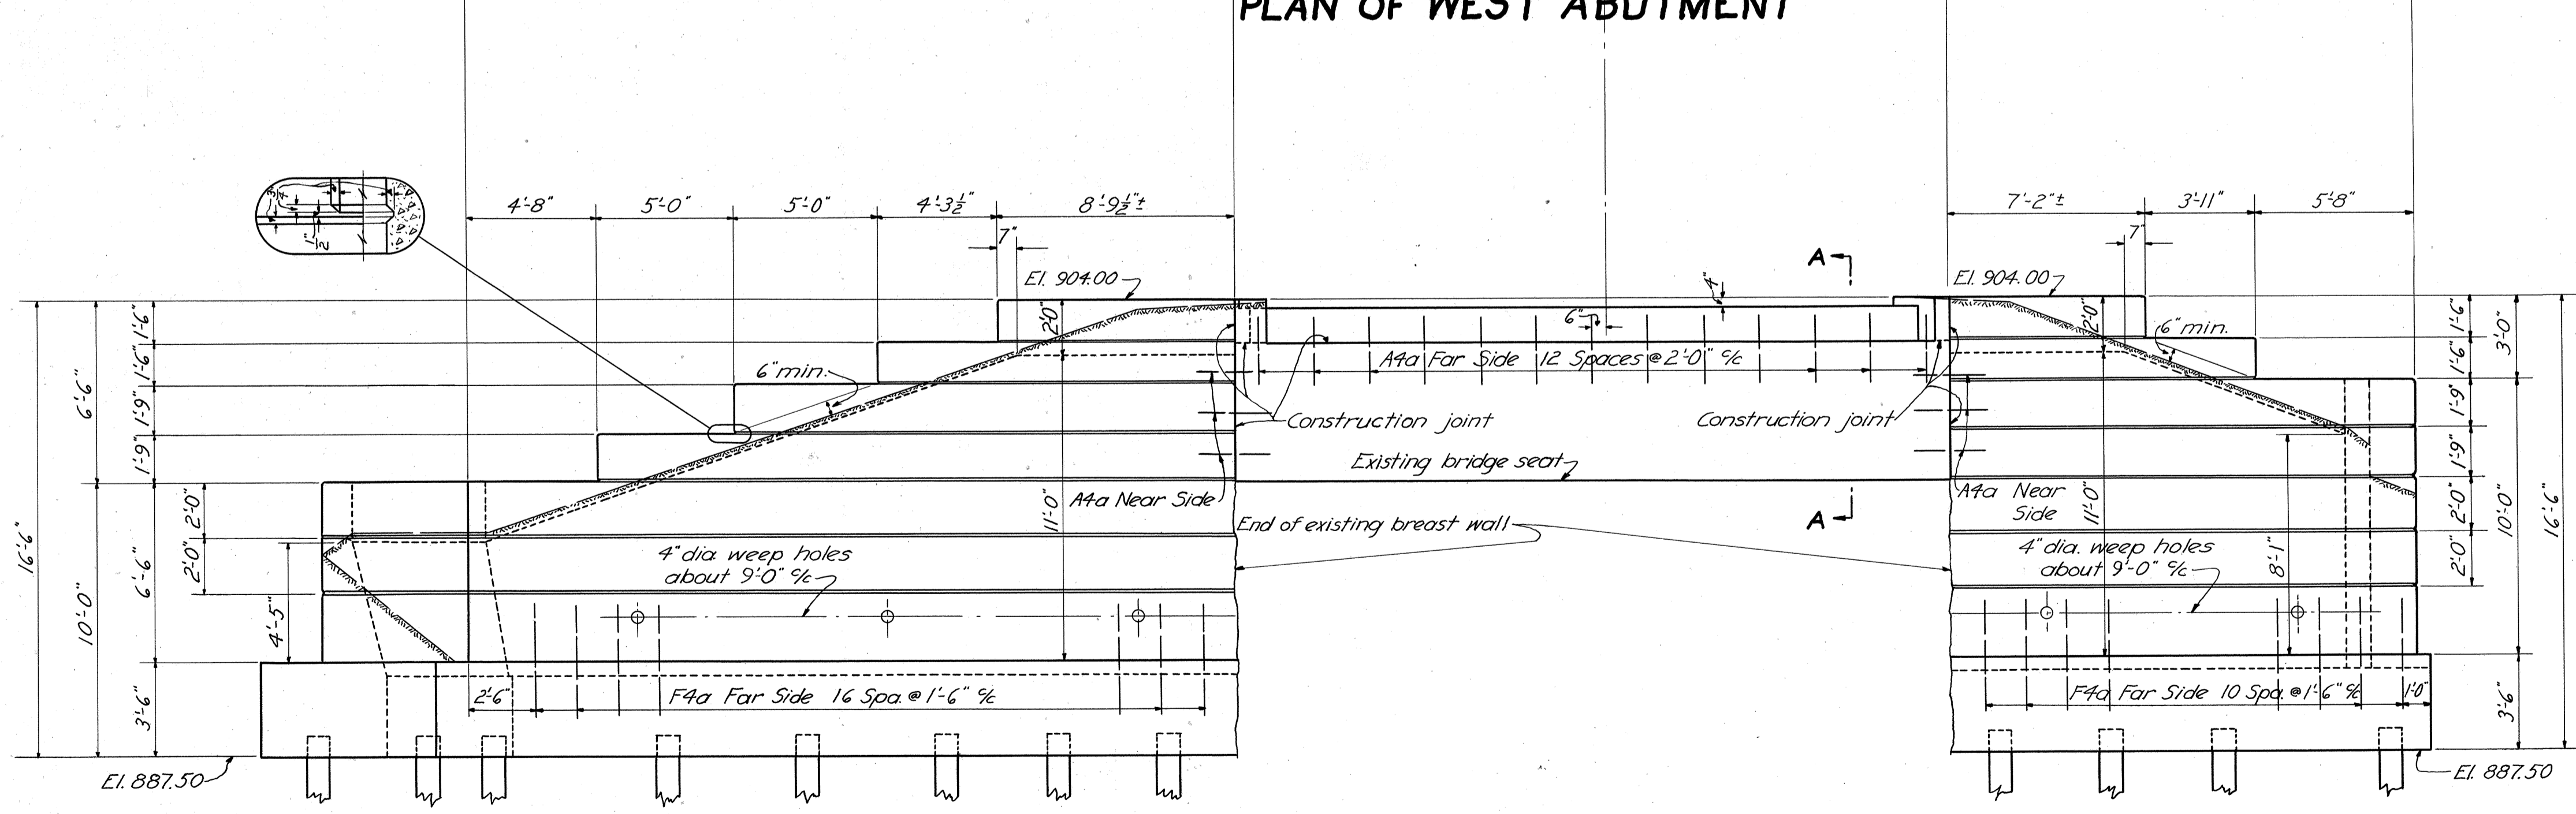 PLAN OF WEST ABUTMENT
3"
4
1"
2
4'-8"
5'-0"
5'-0"
4'-3½"
8'-9½"±
7"
7'-2"±
3'-11"
5'-8"
7"
El. 904.00
El. 904.00
A
4"
6"
2'-0"
2'-0"
6" min.
6" min.
A4a Far Side 12 Spaces @ 2'-0" c/c
Construction joint
Construction joint
Existing bridge seat
A4a Near Side
A4a Near
Side
End of existing breast wall
A
11'-0"
11'-0"
8'-1"
4" dia. weep holes
about 9'-0" c/c
4" dia. weep holes
about 9'-0" c/c
16'-6"
6'-6"
10'-0"
1'-6"
1'-6"
1'-9"
1'-9"
6'-6"
3'-6"
2'-0"
2'-0"
4'-5"
1'-6"
1'-6"
1'-9"
1'-9"
2'-0"
2'-0"
3'-0"
10'-0"
3'-6"
16'-6"
2'-6"
F4a Far Side 16 Spa. @ 1'-6" c/c
F4a Far Side 10 Spa. @ 1'-6" c/c
1'-0"
El. 887.50
El. 887.50